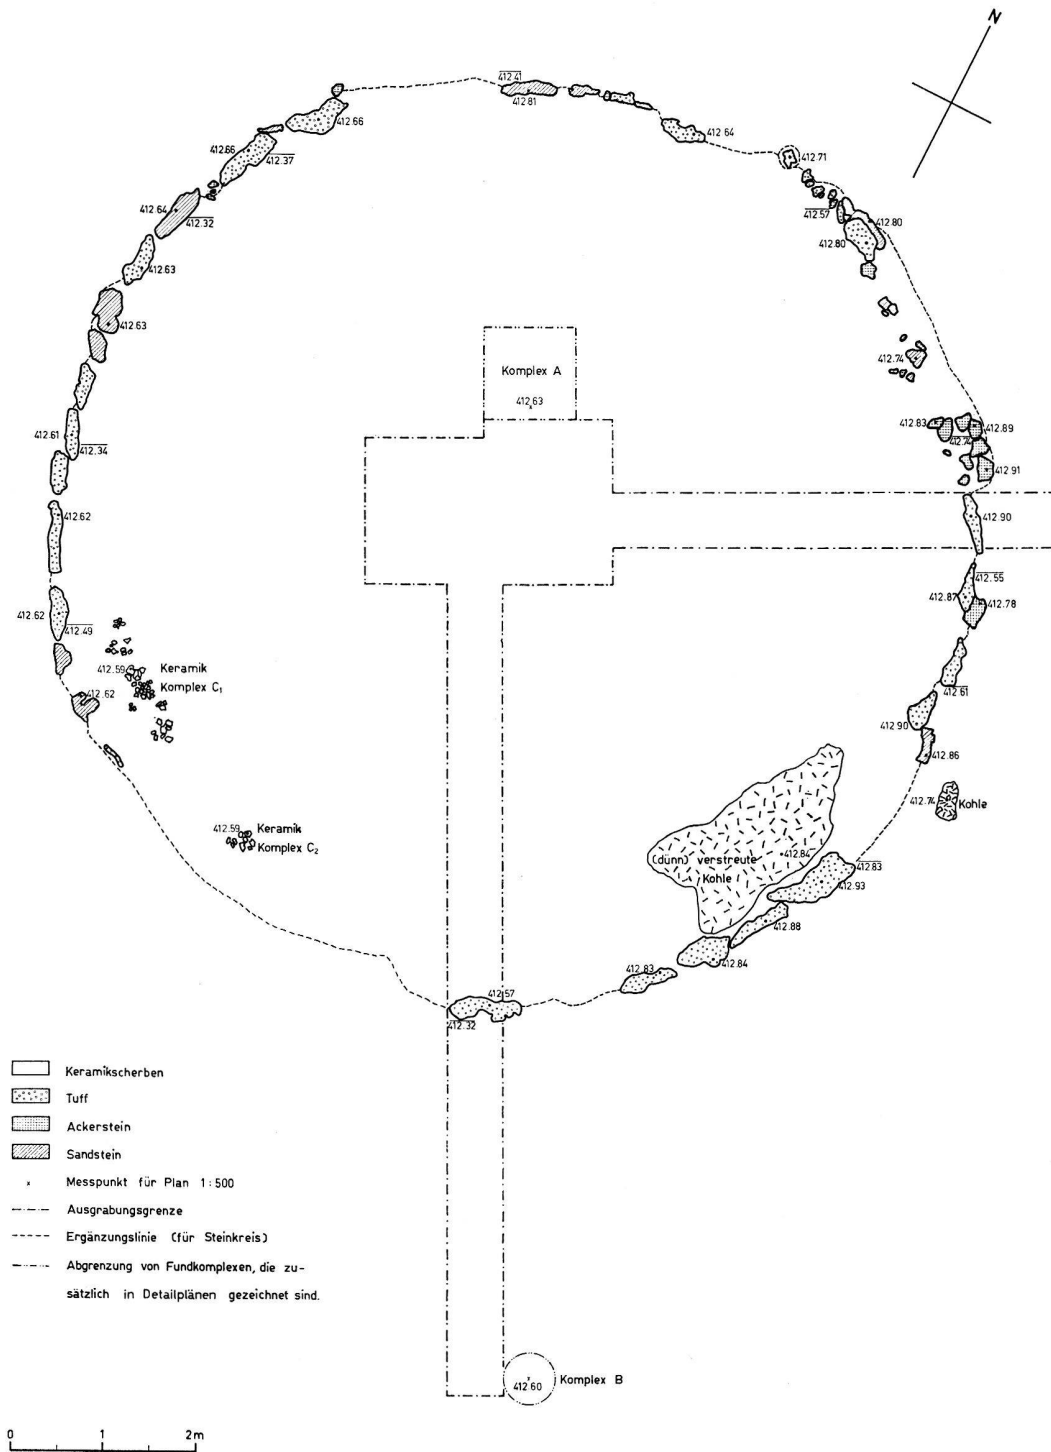 N
412.41
412.81
412.66
412.64
412.66
412.37
412.71
412.64
412.32
412.57
412.80
412.80
412.63
412.63
412.74
Komplex A
412.63
412.61
412.34
412.83
412.89
412.74
412.91
412.62
412.90
412.55
412.87
412.78
412.62
412.49
412.59 Keramik
Komplex C₁
412.62
412.61
412.90
412.86
412.74 Kohle
412.59 Keramik
Komplex C₂
(dünn) verstreute
Kohle
412.84
412.83
412.93
412.88
412.84
412.83
412.57
412.32
Keramikscherben
Tuff
Ackerstein
Sandstein
Messpunkt für Plan 1:500
Ausgrabungsgrenze
Ergänzungslinie (für Steinkreis)
Abgrenzung von Fundkomplexen, die zu-
sätzlich in Detailplänen gezeichnet sind.
412.60
Komplex B
0 1 2m